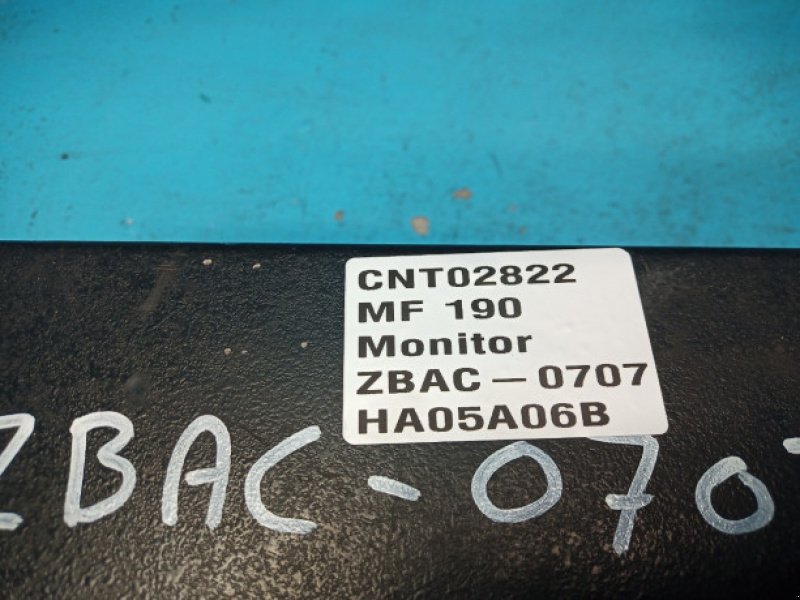 CNT02822
MF 190
Monitor
ZBAC – 0707
HA05A06B
ZBAC-070